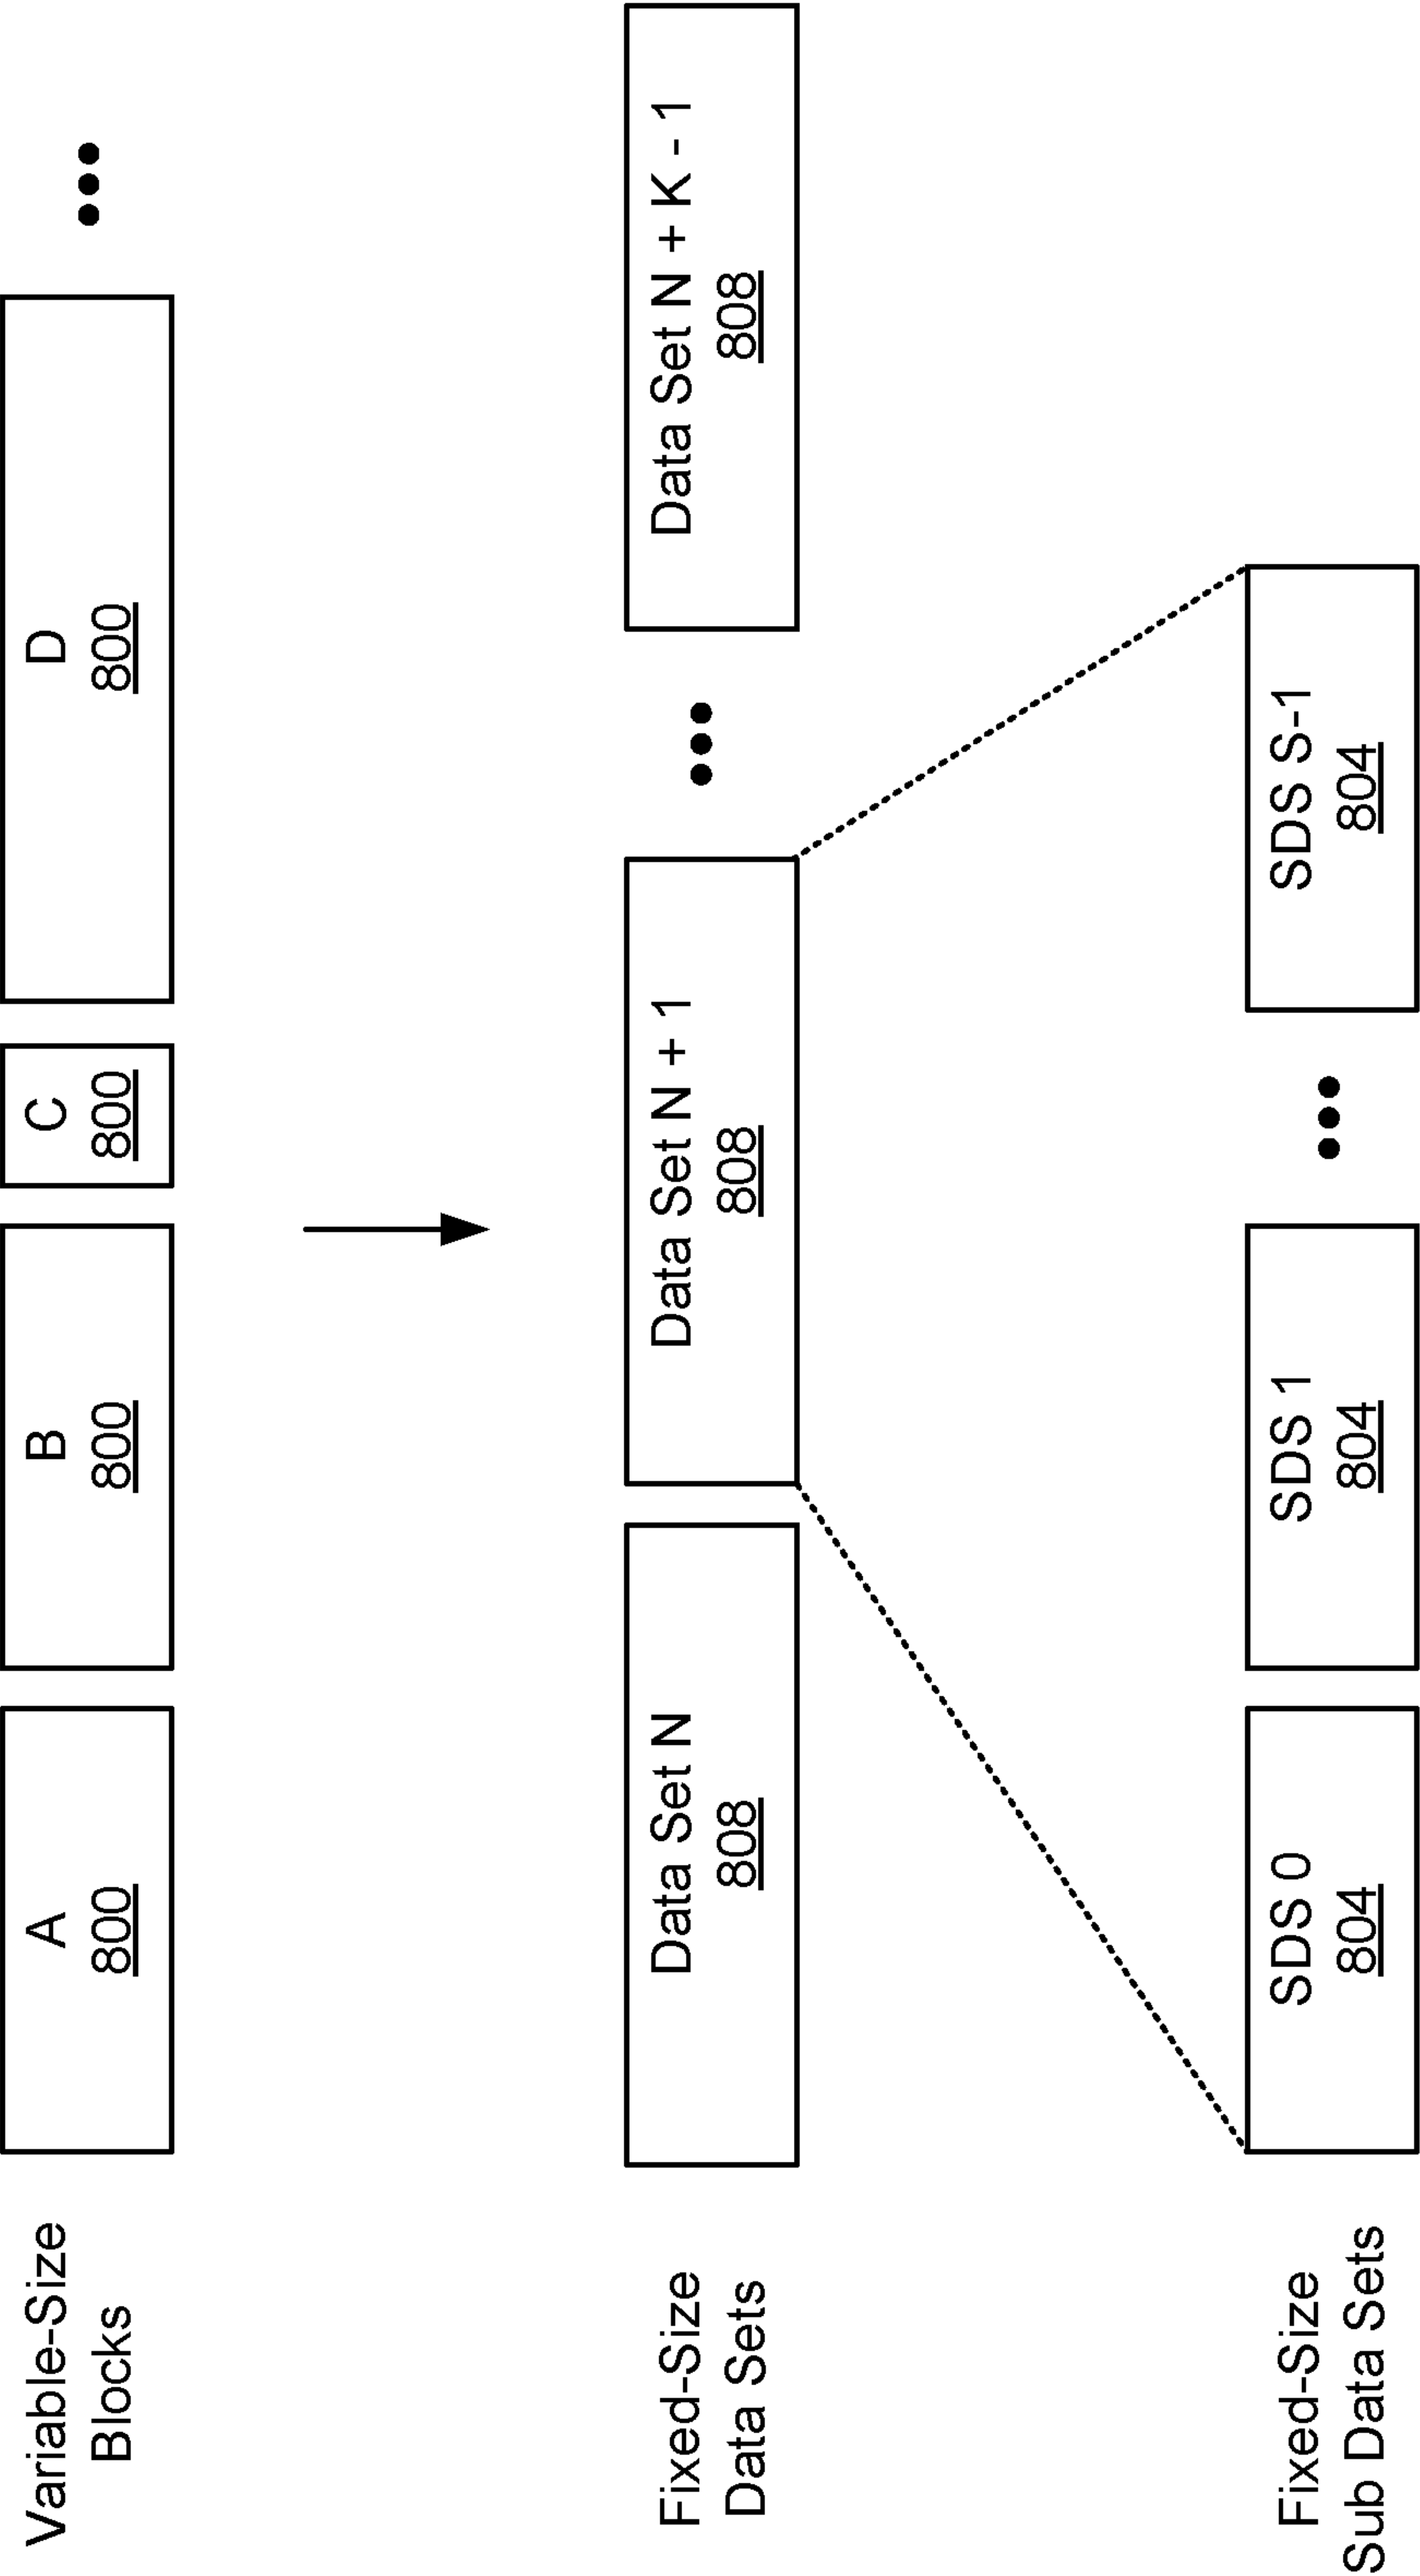 Variable-Size
Blocks
A
800
B
800
C
800
D
800
Fixed-Size
Data Sets
Data Set N
808
Data Set N + 1
808
Data Set N + K - 1
808
Fixed-Size
Sub Data Sets
SDS 0
804
SDS 1
804
SDS S-1
804